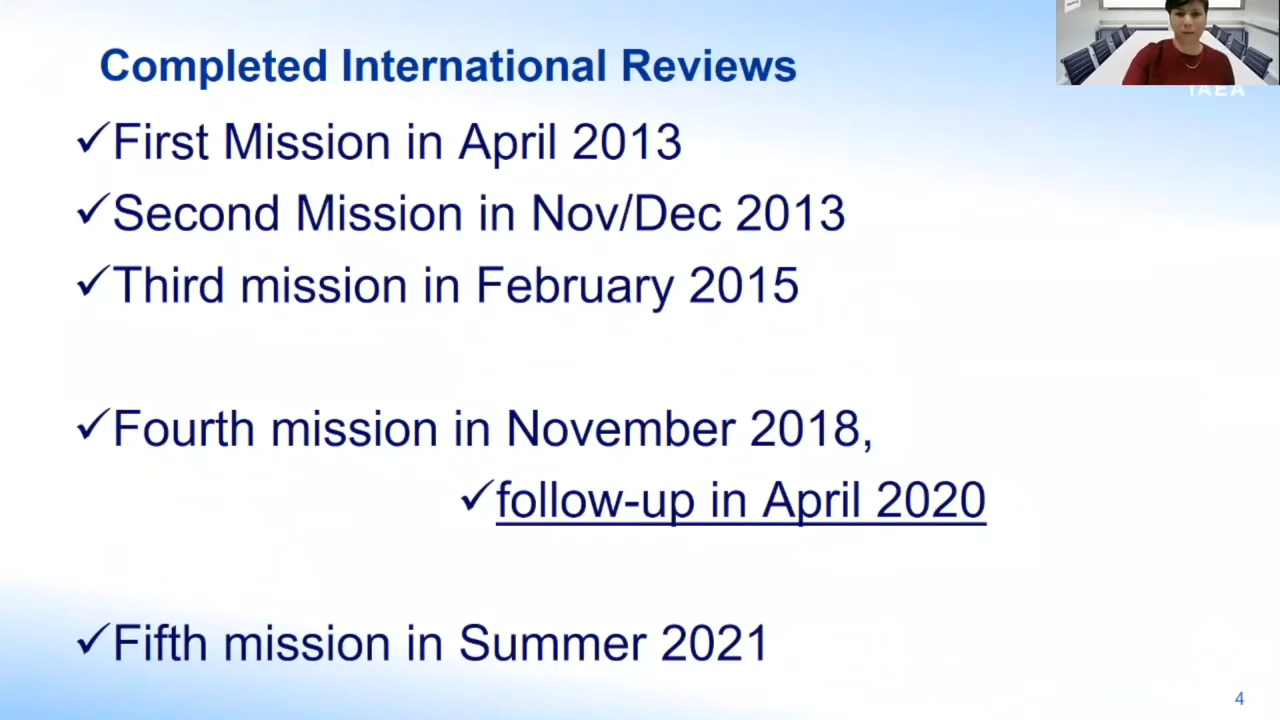 Completed International Reviews
IAEA
✓First Mission in April 2013
✓Second Mission in Nov/Dec 2013
✓Third mission in February 2015
✓Fourth mission in November 2018,
✓follow-up in April 2020
✓Fifth mission in Summer 2021
4